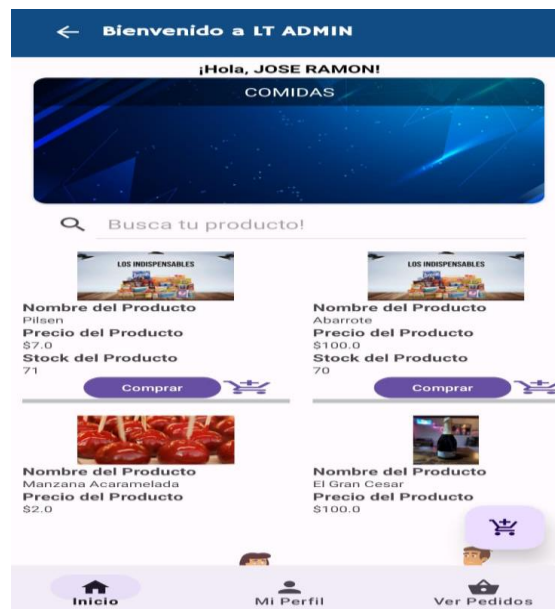 Bienvenido a LT ADMIN
¡Hola, JOSE RAMON!
COMIDAS
Busca tu producto!
LOS INDISPENSABLES
Nombre del Producto
Pilsen
Precio del Producto
$7.0
Stock del Producto
71
Comprar
LOS INDISPENSABLES
Nombre del Producto
Abarrote
Precio del Producto
$100.0
Stock del Producto
70
Comprar
Nombre del Producto
Manzana Acaramelada
Precio del Producto
$2.0
Nombre del Producto
El Gran Cesar
Precio del Producto
$100.0
Inicio
Mi Perfil
Ver Pedidos